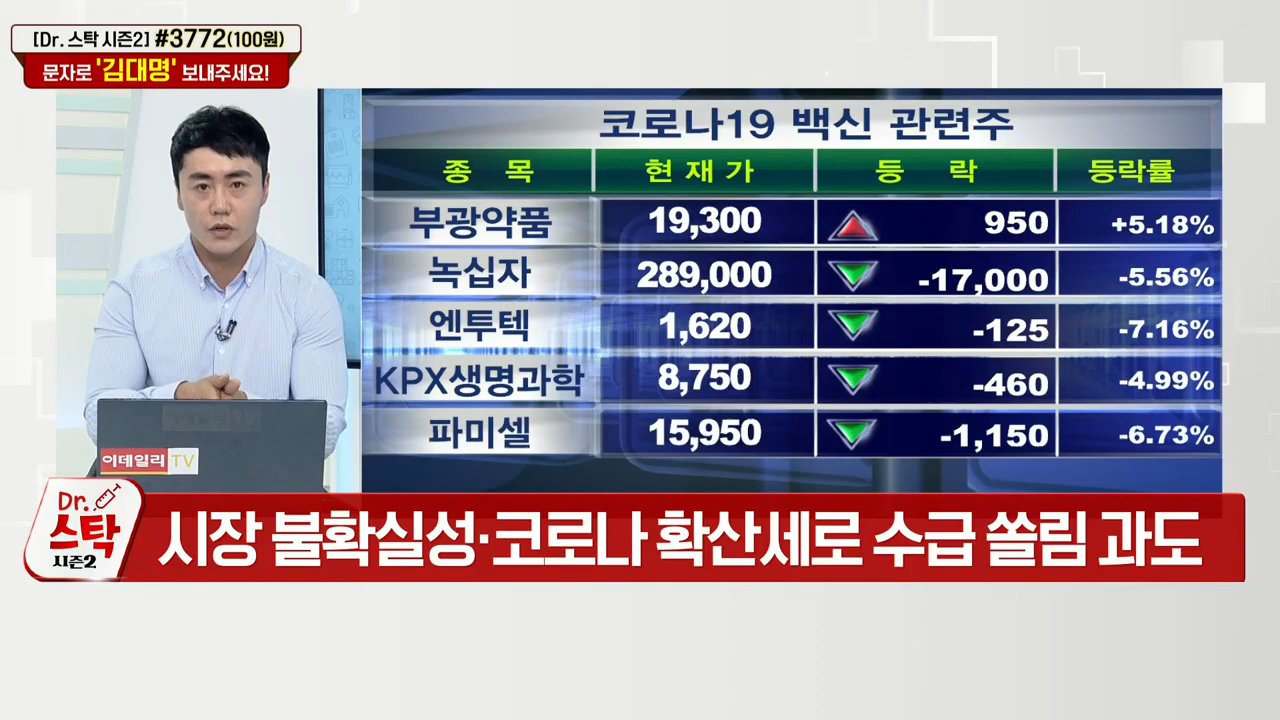 [Dr. 스탁 시즌2] #3772(100원)
문자로 '김대명' 보내주세요!
코로나19 백신 관련주
종 목 현 재 가 등 락 등락률
부광약품 19,300 950 +5.18%
녹십자 289,000 -17,000 -5.56%
엔투텍 1,620 -125 -7.16%
KPX생명과학 8,750 -460 -4.99%
파미셀 15,950 -1,150 -6.73%
이데일리 TV
Dr.
스탁
시즌2
시장 불확실성·코로나 확산세로 수급 쏠림 과도